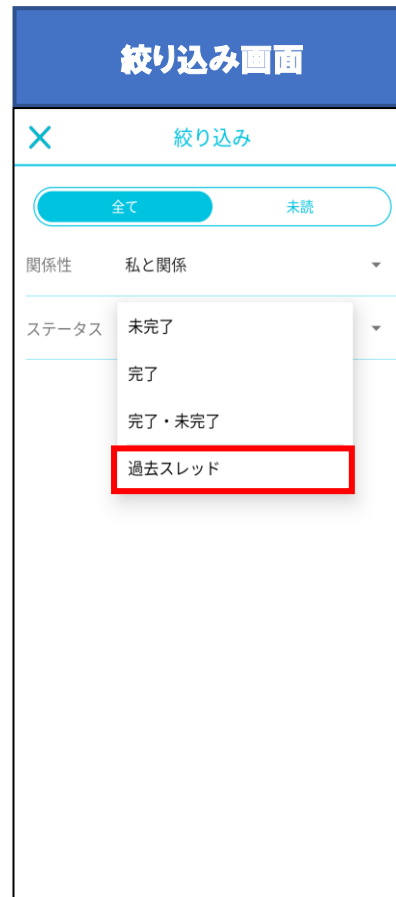 絞り込み画面
絞り込み
全て 未読
関係性 私と関係
ステータス
未完了
完了
完了・未完了
過去スレッド